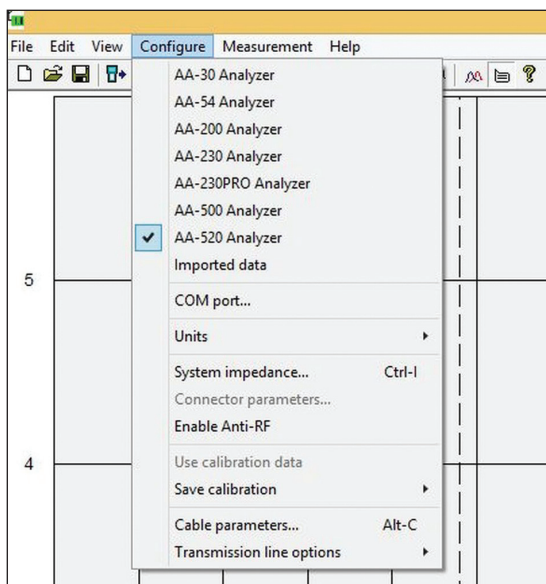 File Edit View Configure Measurement Help
AA-30 Analyzer
AA-54 Analyzer
AA-200 Analyzer
AA-230 Analyzer
AA-230PRO Analyzer
AA-500 Analyzer
AA-520 Analyzer
Imported data
5
COM port...
Units
System impedance... Ctrl-I
Connector parameters...
Enable Anti-RF
4
Use calibration data
Save calibration
Cable parameters... Alt-C
Transmission line options